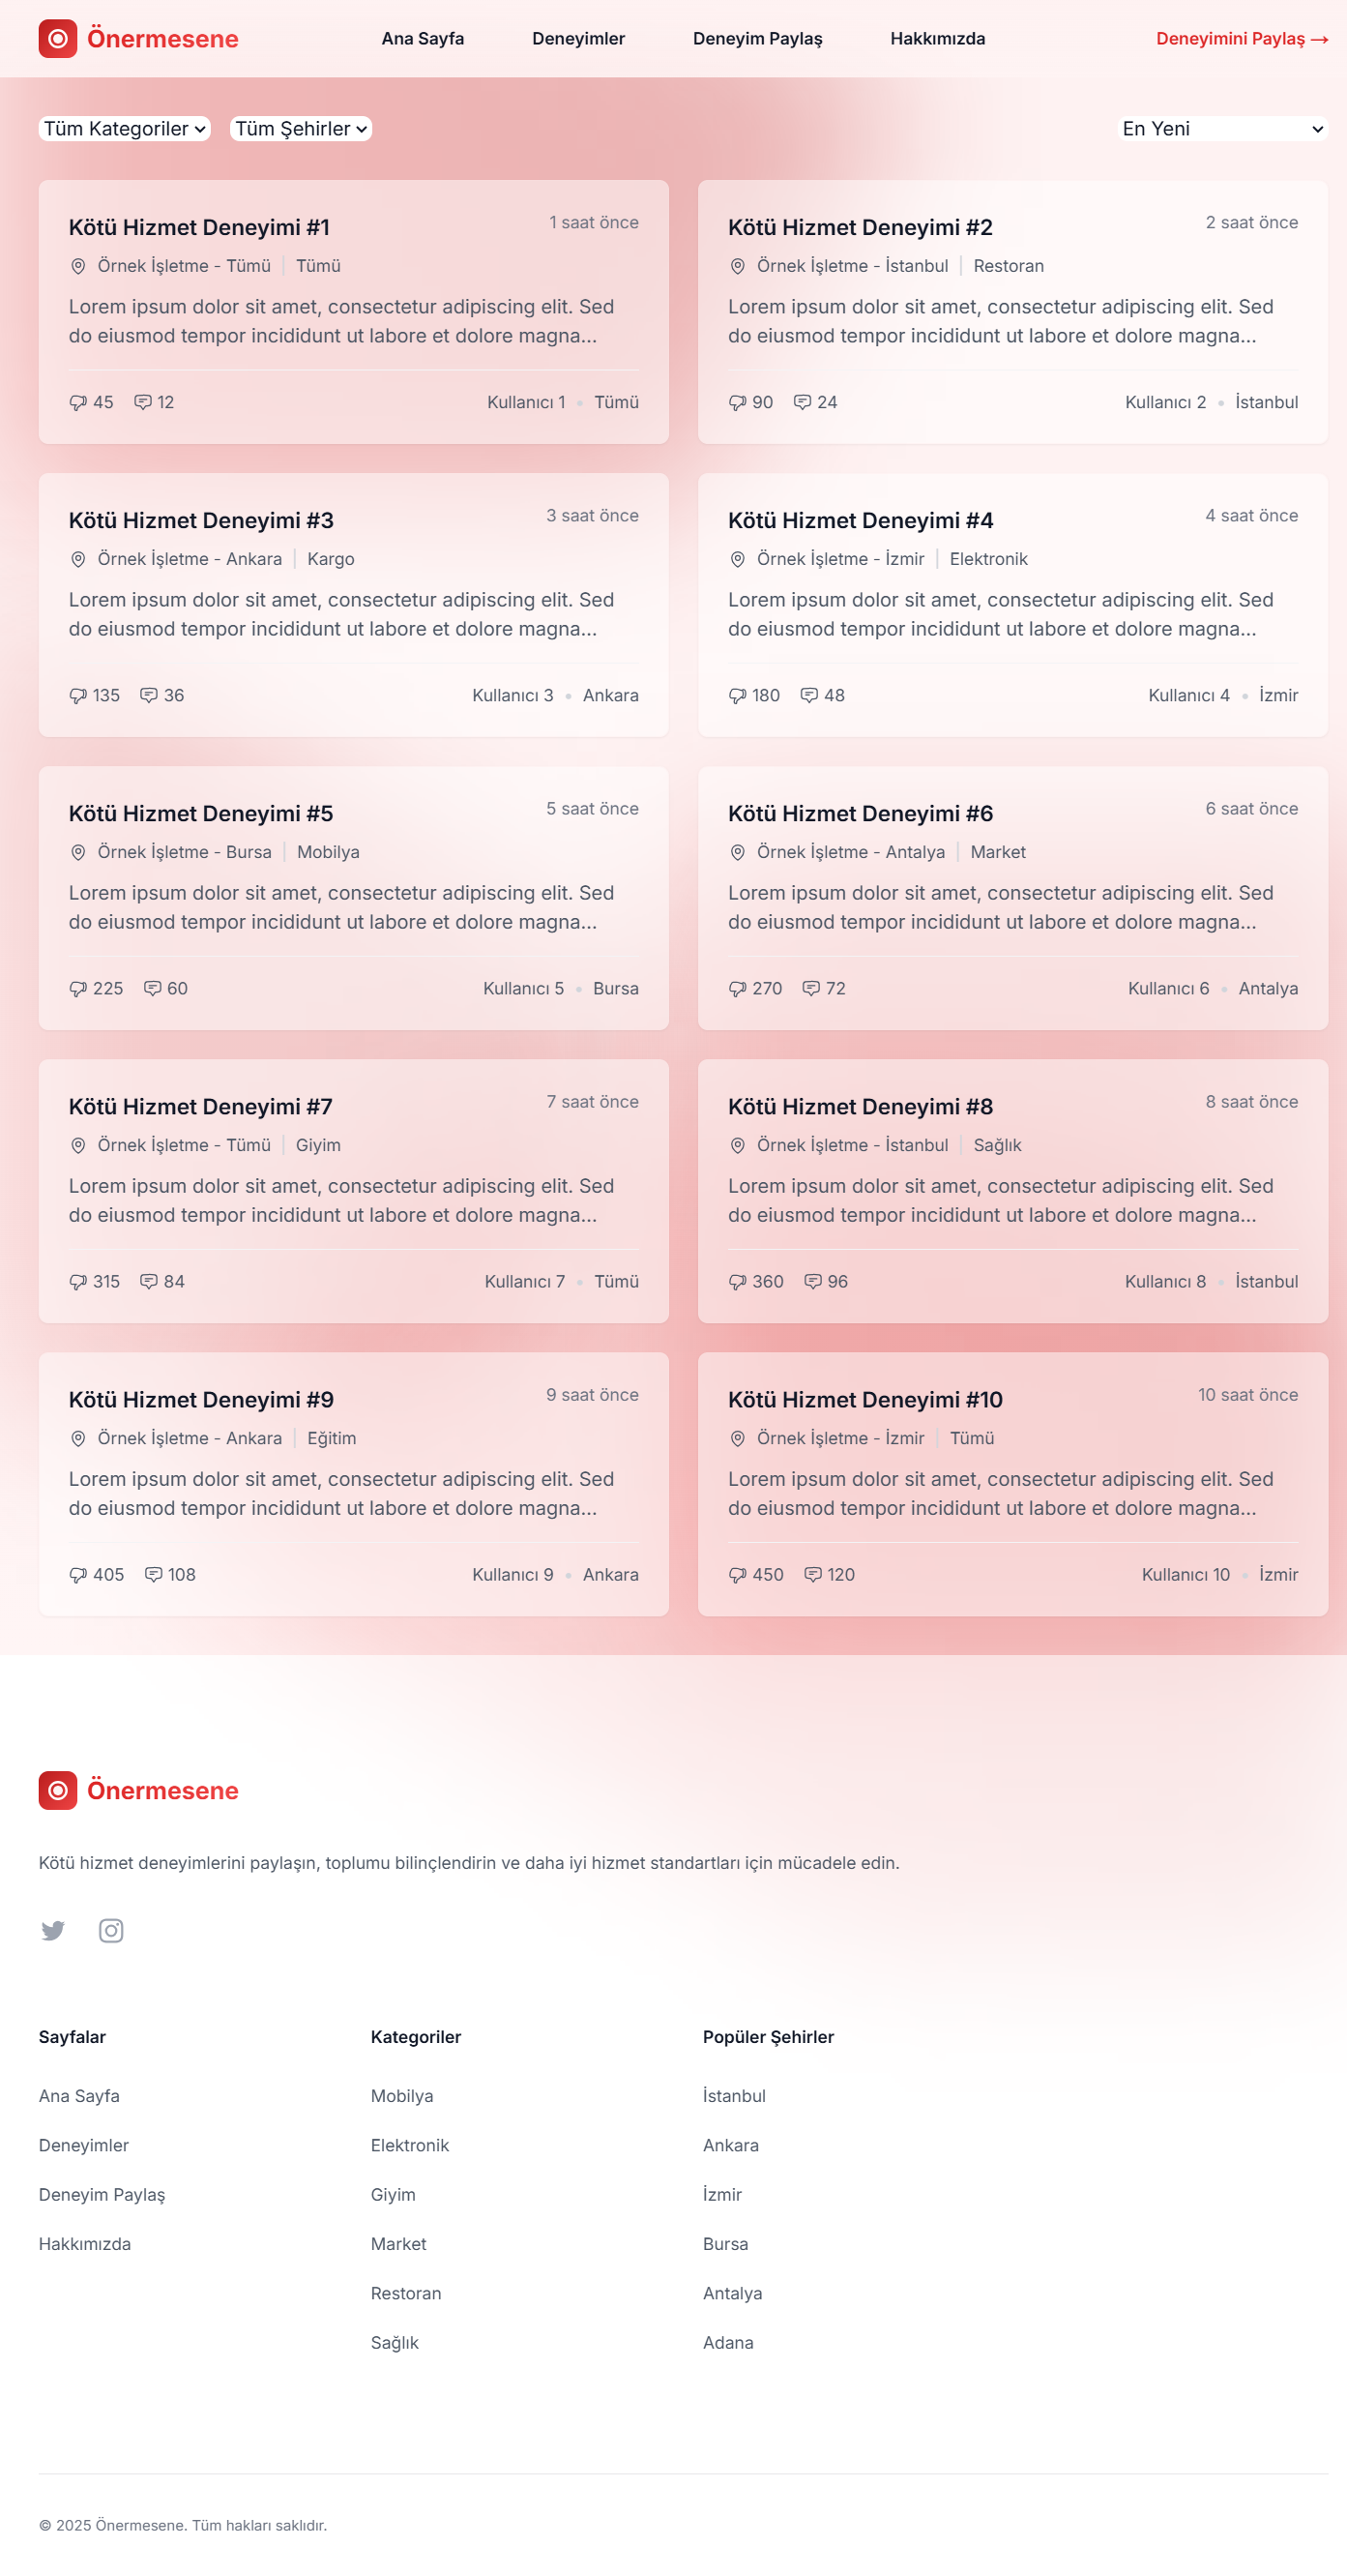 Önermesene
Ana Sayfa
Deneyimler
Deneyim Paylaş
Hakkımızda
Deneyimini Paylaş →
Tüm Kategoriler
Tüm Şehirler
En Yeni
Kötü Hizmet Deneyimi #1
1 saat önce
Örnek İşletme - Tümü | Tümü
Lorem ipsum dolor sit amet, consectetur adipiscing elit. Sed
do eiusmod tempor incididunt ut labore et dolore magna...
45 12 Kullanıcı 1 • Tümü
Kötü Hizmet Deneyimi #2
2 saat önce
Örnek İşletme - İstanbul | Restoran
Lorem ipsum dolor sit amet, consectetur adipiscing elit. Sed
do eiusmod tempor incididunt ut labore et dolore magna...
90 24 Kullanıcı 2 • İstanbul
Kötü Hizmet Deneyimi #3
3 saat önce
Örnek İşletme - Ankara | Kargo
Lorem ipsum dolor sit amet, consectetur adipiscing elit. Sed
do eiusmod tempor incididunt ut labore et dolore magna...
135 36 Kullanıcı 3 • Ankara
Kötü Hizmet Deneyimi #4
4 saat önce
Örnek İşletme - İzmir | Elektronik
Lorem ipsum dolor sit amet, consectetur adipiscing elit. Sed
do eiusmod tempor incididunt ut labore et dolore magna...
180 48 Kullanıcı 4 • İzmir
Kötü Hizmet Deneyimi #5
5 saat önce
Örnek İşletme - Bursa | Mobilya
Lorem ipsum dolor sit amet, consectetur adipiscing elit. Sed
do eiusmod tempor incididunt ut labore et dolore magna...
225 60 Kullanıcı 5 • Bursa
Kötü Hizmet Deneyimi #6
6 saat önce
Örnek İşletme - Antalya | Market
Lorem ipsum dolor sit amet, consectetur adipiscing elit. Sed
do eiusmod tempor incididunt ut labore et dolore magna...
270 72 Kullanıcı 6 • Antalya
Kötü Hizmet Deneyimi #7
7 saat önce
Örnek İşletme - Tümü | Giyim
Lorem ipsum dolor sit amet, consectetur adipiscing elit. Sed
do eiusmod tempor incididunt ut labore et dolore magna...
315 84 Kullanıcı 7 • Tümü
Kötü Hizmet Deneyimi #8
8 saat önce
Örnek İşletme - İstanbul | Sağlık
Lorem ipsum dolor sit amet, consectetur adipiscing elit. Sed
do eiusmod tempor incididunt ut labore et dolore magna...
360 96 Kullanıcı 8 • İstanbul
Kötü Hizmet Deneyimi #9
9 saat önce
Örnek İşletme - Ankara | Eğitim
Lorem ipsum dolor sit amet, consectetur adipiscing elit. Sed
do eiusmod tempor incididunt ut labore et dolore magna...
405 108 Kullanıcı 9 • Ankara
Kötü Hizmet Deneyimi #10
10 saat önce
Örnek İşletme - İzmir | Tümü
Lorem ipsum dolor sit amet, consectetur adipiscing elit. Sed
do eiusmod tempor incididunt ut labore et dolore magna...
450 120 Kullanıcı 10 • İzmir
Önermesene
Kötü hizmet deneyimlerini paylaşın, toplumu bilinçlendirin ve daha iyi hizmet standartları için mücadele edin.
Sayfalar
Ana Sayfa
Deneyimler
Deneyim Paylaş
Hakkımızda
Kategoriler
Mobilya
Elektronik
Giyim
Market
Restoran
Sağlık
Popüler Şehirler
İstanbul
Ankara
İzmir
Bursa
Antalya
Adana
© 2025 Önermesene. Tüm hakları saklıdır.